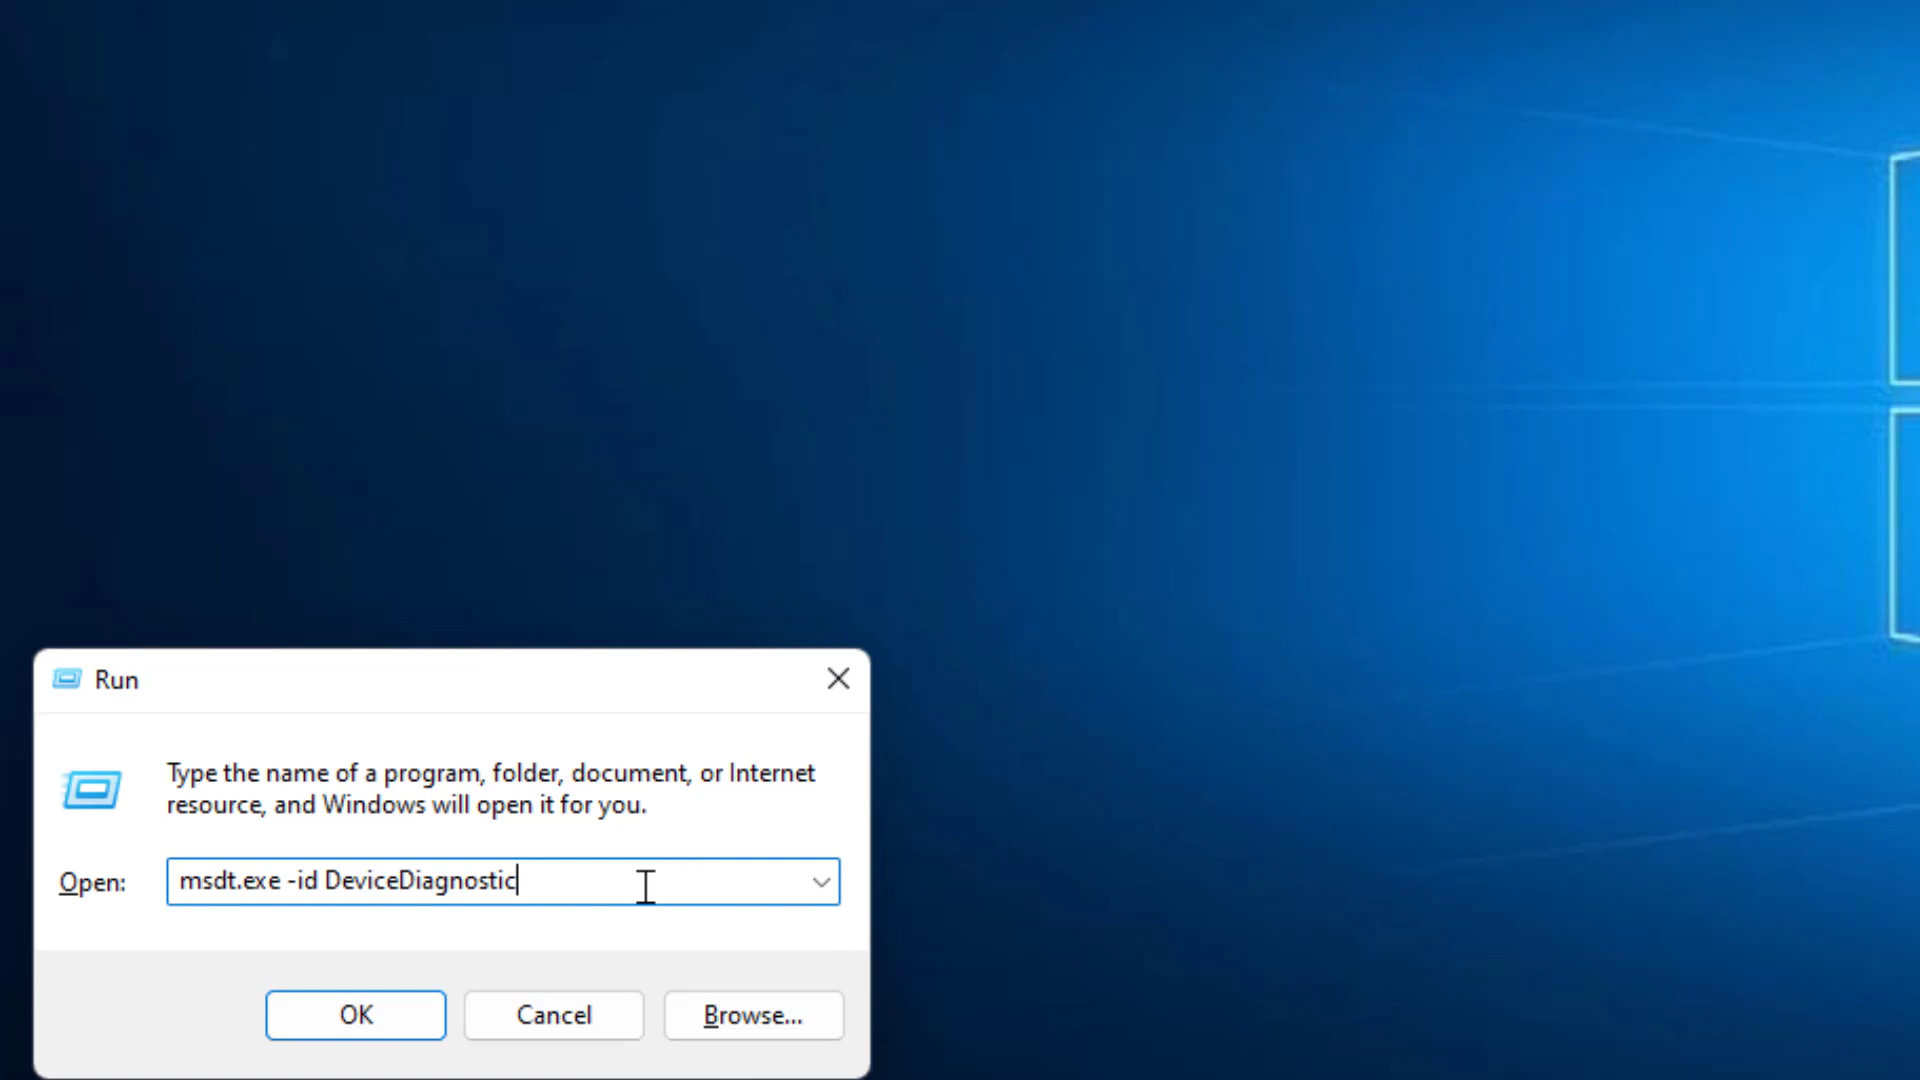 Run
Type the name of a program, folder, document, or Internet
resource, and Windows will open it for you.
Open:
msdt.exe -id DeviceDiagnostic
OK
Cancel
Browse...